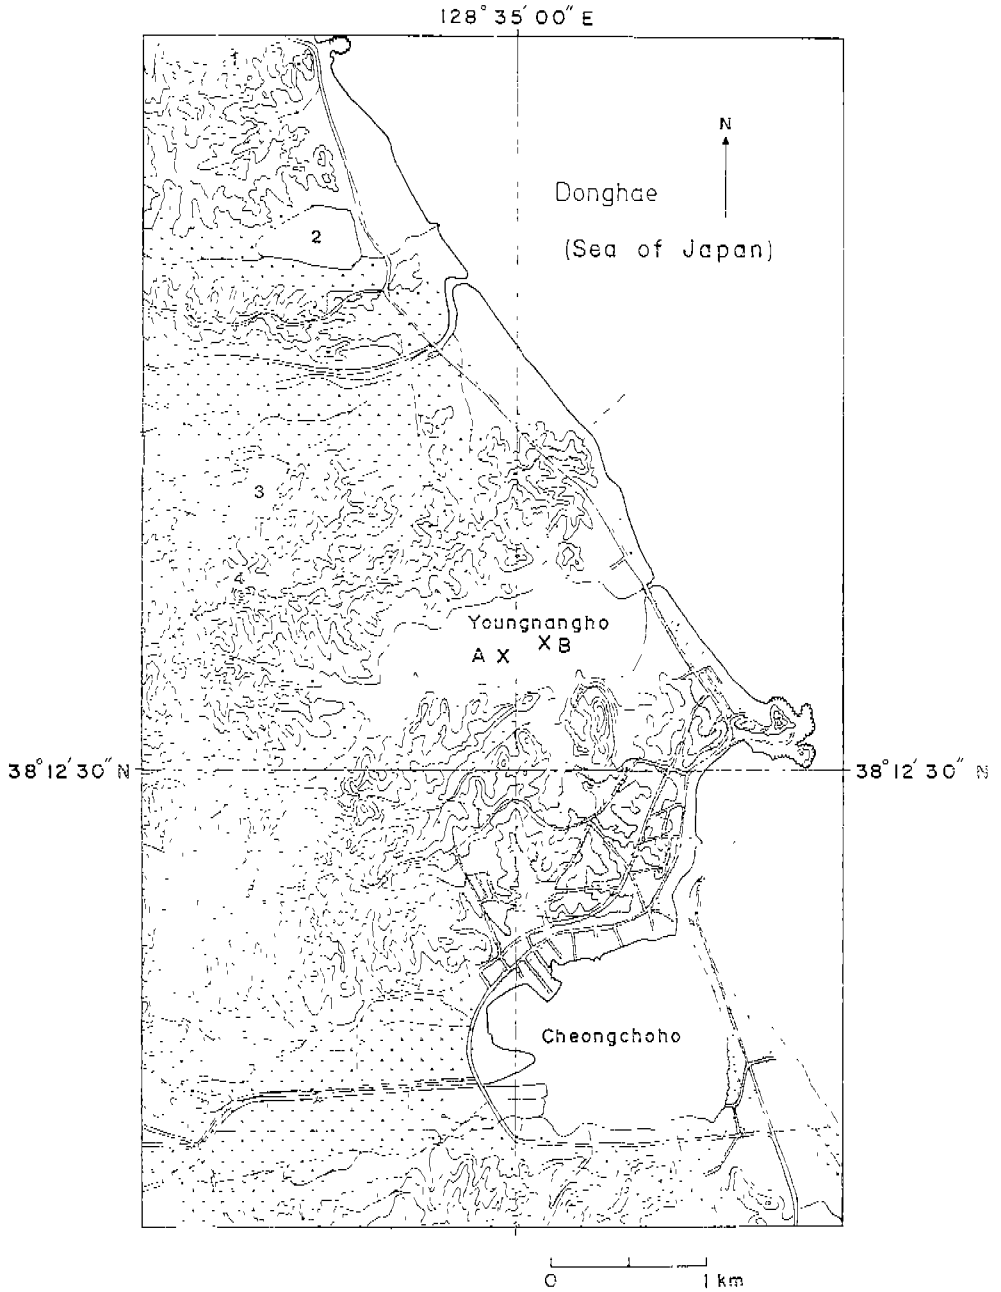 128° 35′ 00″ E
1
N
2
Donghae
(Sea of Japan)
3
4
Youngnangho
A X
X B
38° 12′ 30″ N
38° 12′ 30″ N
Cheongchoho
0
1 km